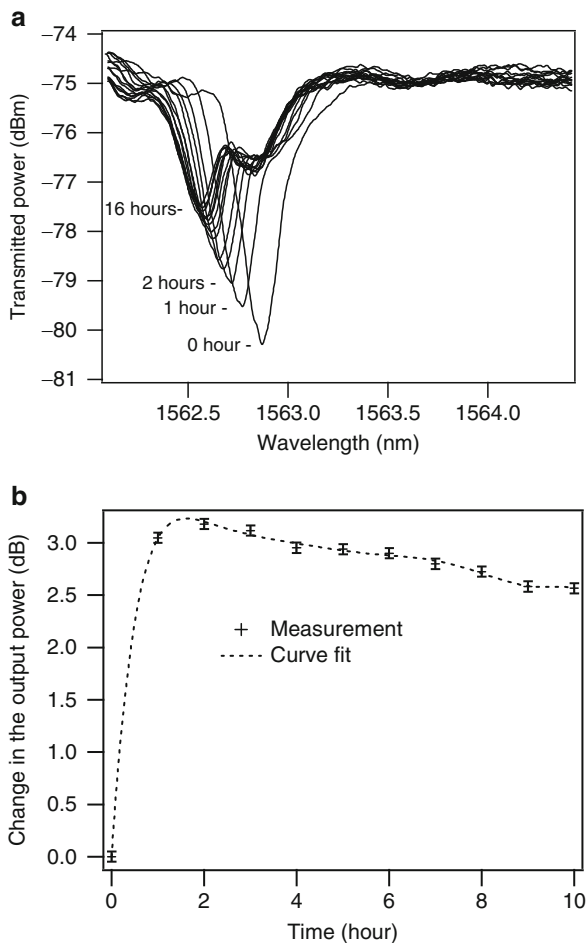 a
Transmitted power (dBm)
−74
−75
−76
−77
−78
−79
−80
−81
16 hours-
2 hours -
1 hour -
0 hour -
1562.5 1563.0 1563.5 1564.0
Wavelength (nm)
b
Change in the output power (dB)
3.0
2.5
2.0
1.5
1.0
0.5
0.0
Measurement
Curve fit
0 2 4 6 8 10
Time (hour)